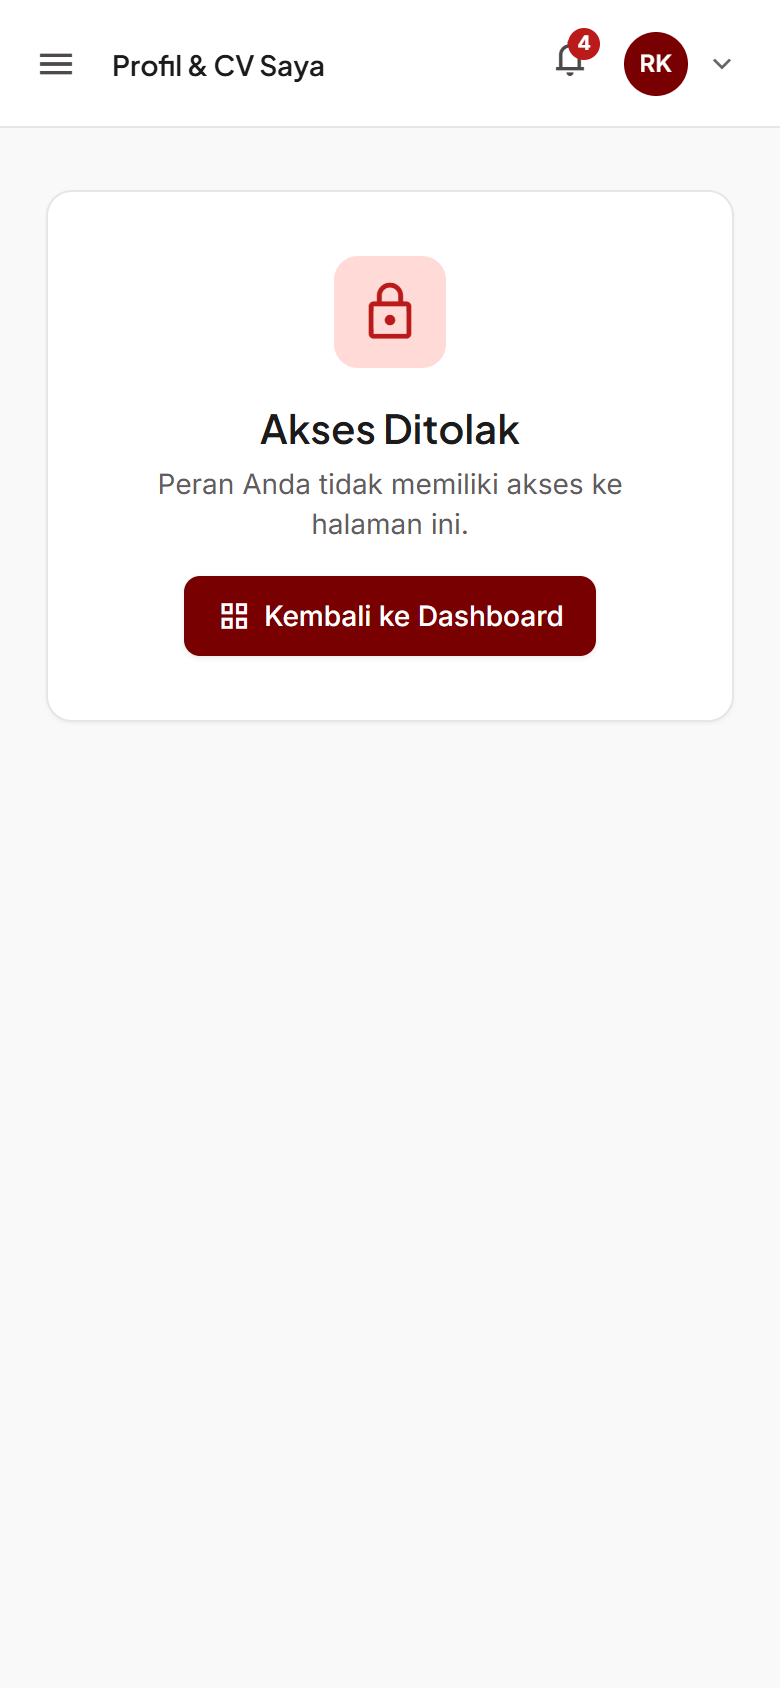 Profil & CV Saya
4
RK
Akses Ditolak
Peran Anda tidak memiliki akses ke
halaman ini.
Kembali ke Dashboard